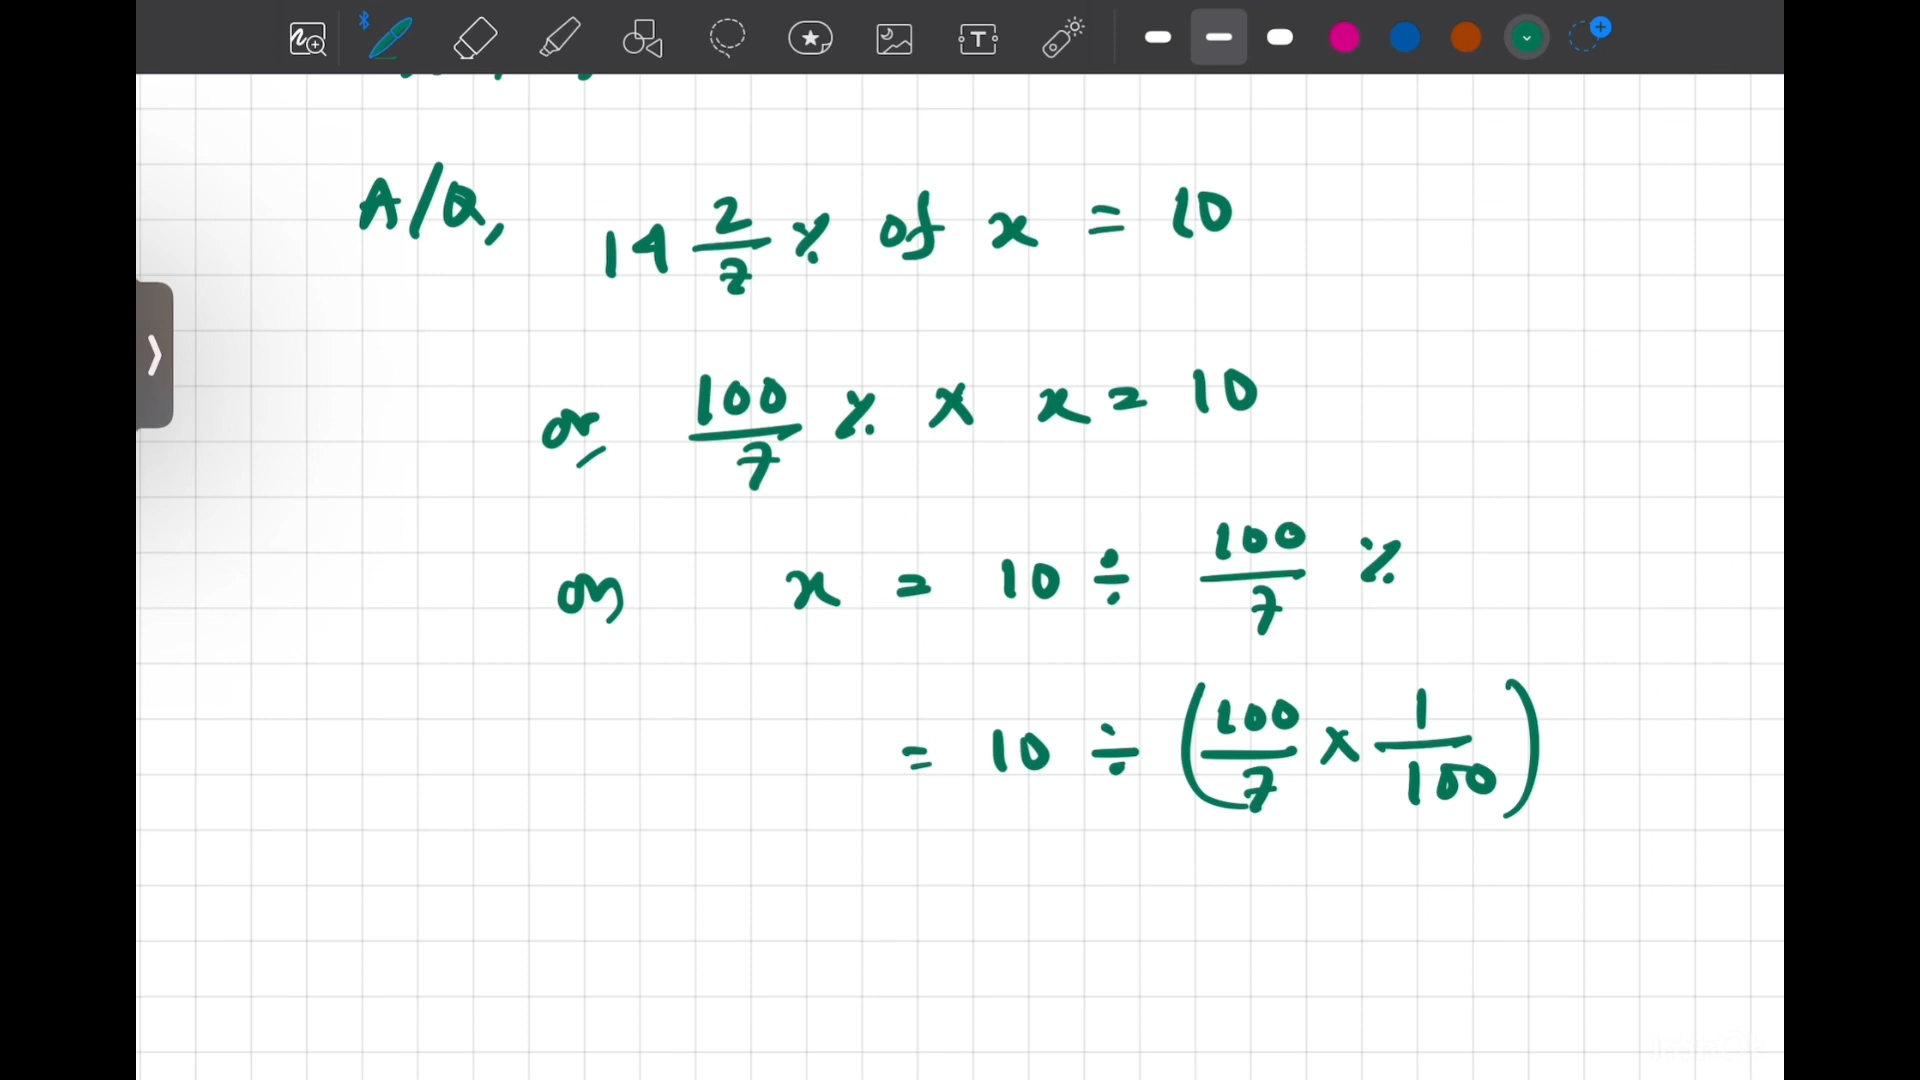 A/Q, 14 2/7 % of x = 10
or 100/7 % × x = 10
or x = 10 ÷ 100/7 %
= 10 ÷ (100/7 × 1/100)